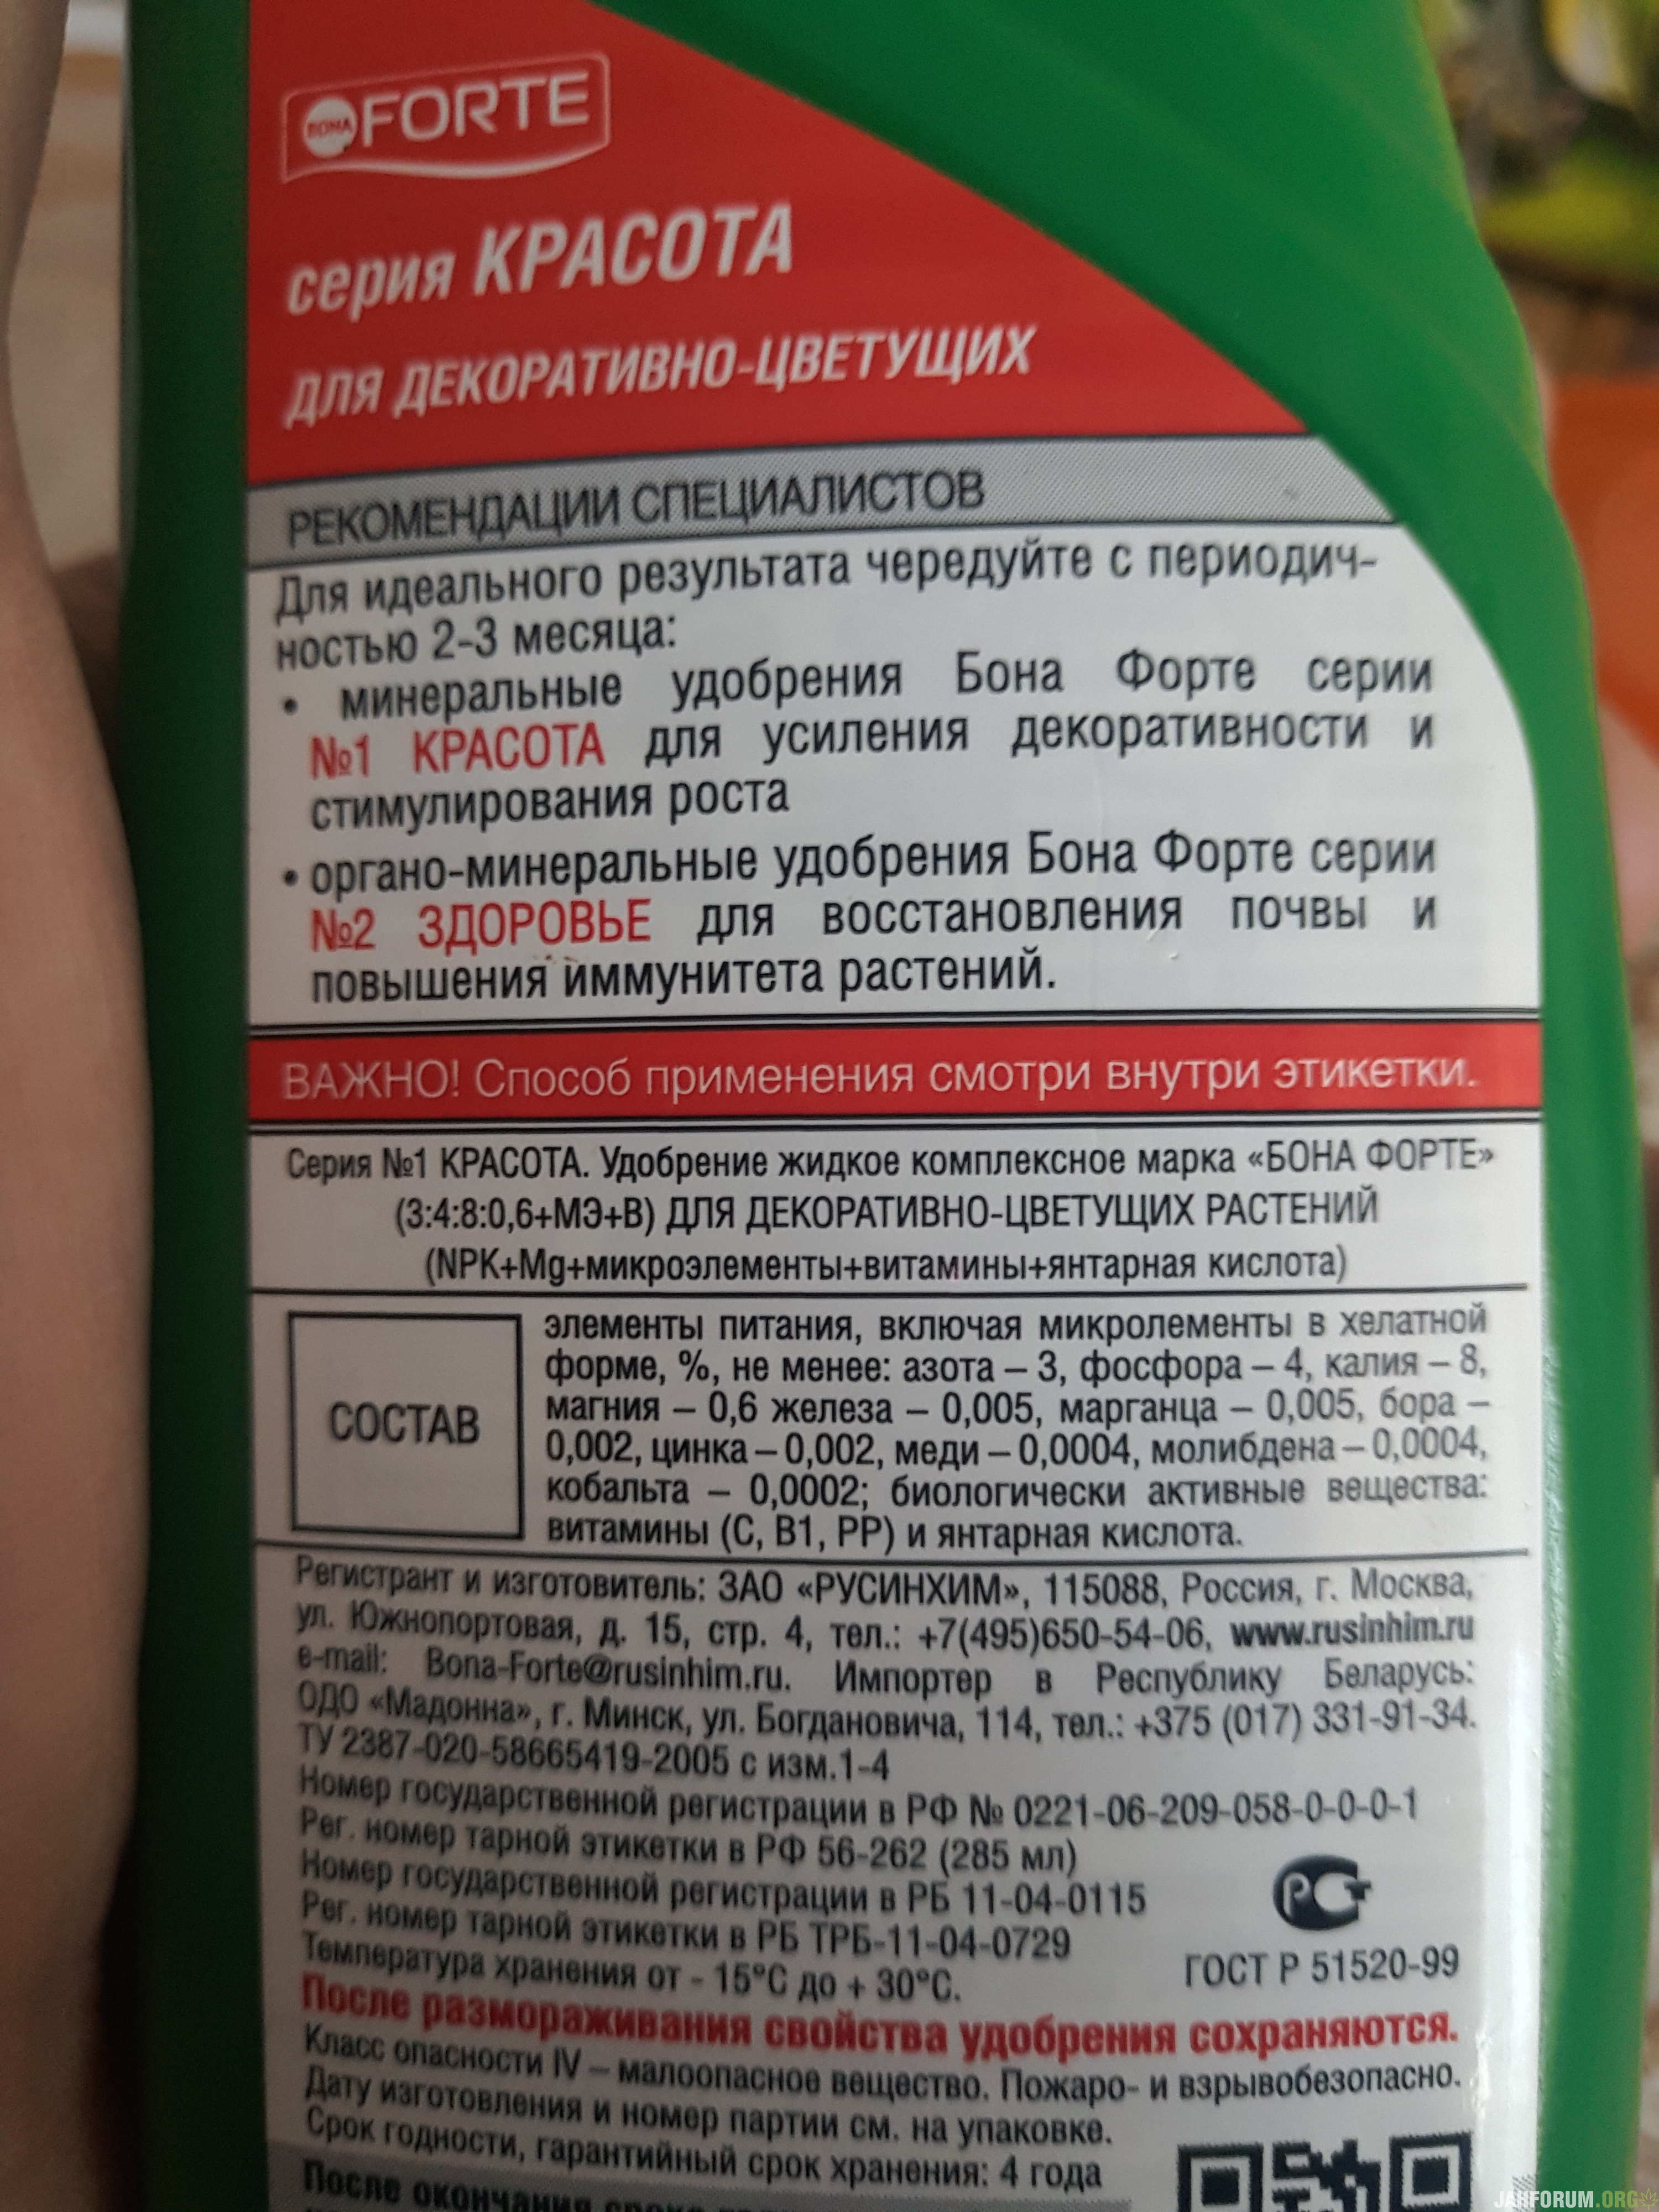 BONA FORTE
серия КРАСОТА
ДЛЯ ДЕКОРАТИВНО-ЦВЕТУЩИХ
РЕКОМЕНДАЦИИ СПЕЦИАЛИСТОВ
Для идеального результата чередуйте с периодич-
ностью 2-3 месяца:
• минеральные удобрения Бона Форте серии
№1 КРАСОТА для усиления декоративности и
стимулирования роста
• органо-минеральные удобрения Бона Форте серии
№2 ЗДОРОВЬЕ для восстановления почвы и
повышения иммунитета растений.
ВАЖНО! Способ применения смотри внутри этикетки.
Серия №1 КРАСОТА. Удобрение жидкое комплексное марка «БОНА ФОРТЕ»
(3:4:8:0,6+МЭ+В) ДЛЯ ДЕКОРАТИВНО-ЦВЕТУЩИХ РАСТЕНИЙ
(NPK+Mg+микроэлементы+витамины+янтарная кислота)
СОСТАВ
элементы питания, включая микролементы в хелатной
форме, %, не менее: азота – 3, фосфора – 4, калия – 8,
магния – 0,6 железа – 0,005, марганца – 0,005, бора –
0,002, цинка – 0,002, меди – 0,0004, молибдена – 0,0004,
кобальта – 0,0002; биологически активные вещества:
витамины (С, В1, РР) и янтарная кислота.
Регистрант и изготовитель: ЗАО «РУСИНХИМ», 115088, Россия, г. Москва,
ул. Южнопортовая, д. 15, стр. 4, тел.: +7(495)650-54-06, www.rusinhim.ru
e-mail: Bona-Forte@rusinhim.ru. Импортер в Республику Беларусь:
ОДО «Мадонна», г. Минск, ул. Богдановича, 114, тел.: +375 (017) 331-91-34.
ТУ 2387-020-58665419-2005 с изм.1-4
Номер государственной регистрации в РФ № 0221-06-209-058-0-0-0-1
Рег. номер тарной этикетки в РФ 56-262 (285 мл)
Номер государственной регистрации в РБ 11-04-0115
Рег. номер тарной этикетки в РБ ТРБ-11-04-0729
Температура хранения от - 15°С до + 30°С.
РСТ
ГОСТ Р 51520-99
После размораживания свойства удобрения сохраняются.
Класс опасности IV – малоопасное вещество. Пожаро- и взрывобезопасно.
Дату изготовления и номер партии см. на упаковке.
Срок годности, гарантийный срок хранения: 4 года
После окончания срока
JAHFORUM.ORG